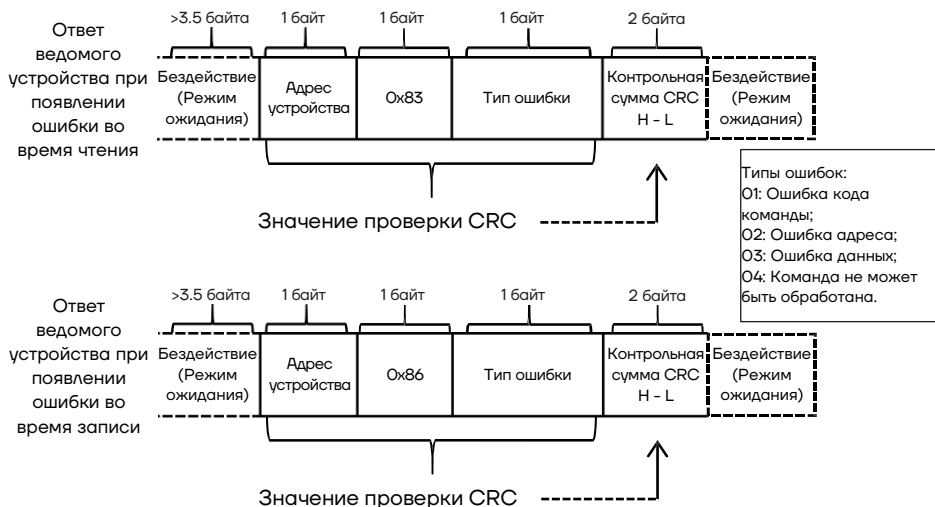 Ответ
ведомого
устройства при
появлении
ошибки во
время чтения
>3.5 байта
1 байт
1 байт
1 байт
2 байта
Бездействие
(Режим
ожидания)
Адрес
устройства
0x83
Тип ошибки
Контрольная
сумма CRC
H - L
Бездействие
(Режим
ожидания)
Значение проверки CRC
Типы ошибок:
01: Ошибка кода
команды;
02: Ошибка адреса;
03: Ошибка данных;
04: Команда не может
быть обработана.
Ответ
ведомого
устройства при
появлении
ошибки во
время записи
>3.5 байта
1 байт
1 байт
1 байт
2 байта
Бездействие
(Режим
ожидания)
Адрес
устройства
0x86
Тип ошибки
Контрольная
сумма CRC
H - L
Бездействие
(Режим
ожидания)
Значение проверки CRC